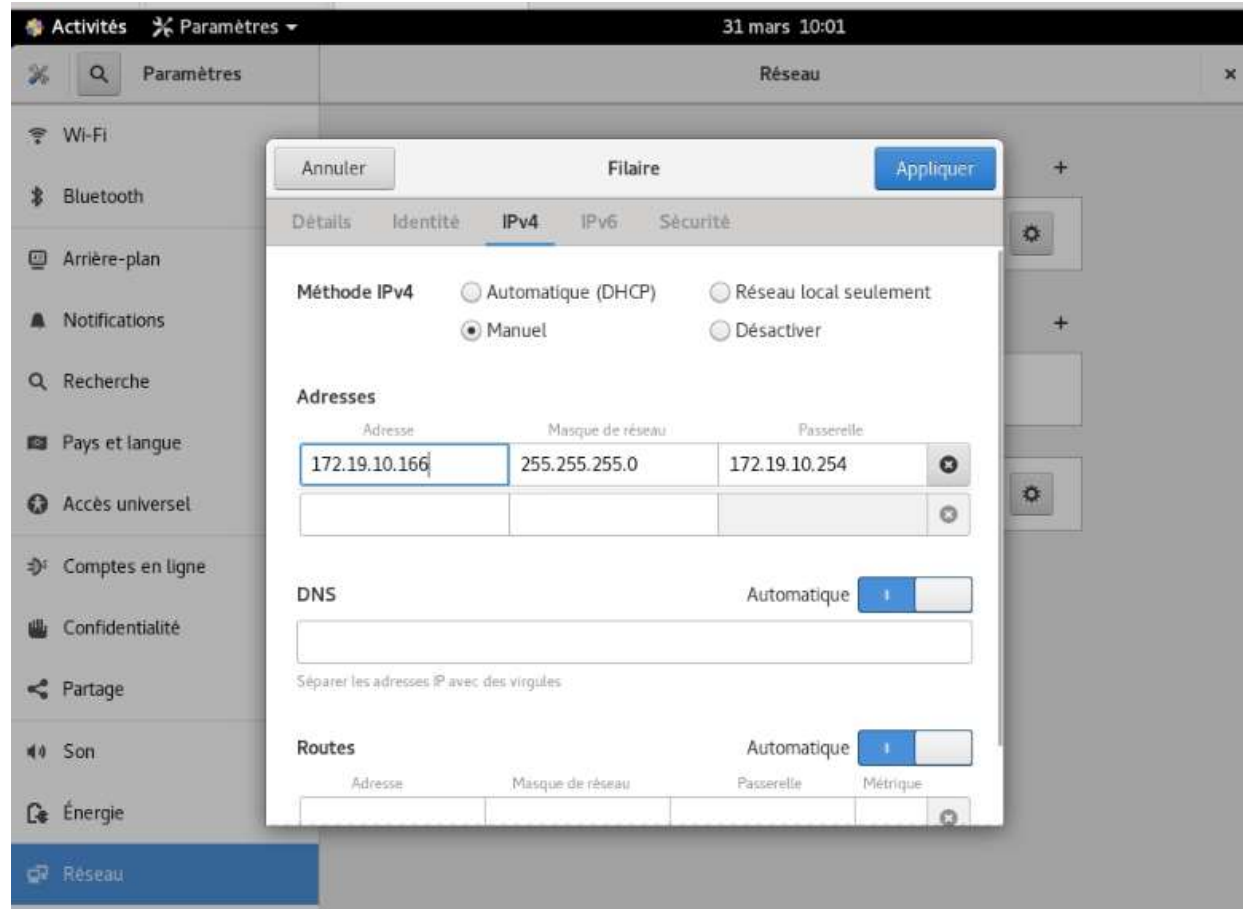 Activités Paramètres 31 mars 10:01
Paramètres Réseau
Wi-Fi
Bluetooth
Arrière-plan
Notifications
Recherche
Pays et langue
Accès universel
Comptes en ligne
Confidentialité
Partage
Son
Énergie
Réseau
Annuler Filaire Appliquer
Détails Identité IPv4 IPv6 Sécurité
Méthode IPv4 Automatique (DHCP) Réseau local seulement
Manuel Désactiver
Adresses
Adresse Masque de réseau Passerelle
172.19.10.166 255.255.255.0 172.19.10.254
DNS Automatique
Séparer les adresses IP avec des virgules
Routes Automatique
Adresse Masque de réseau Passerelle Métrique